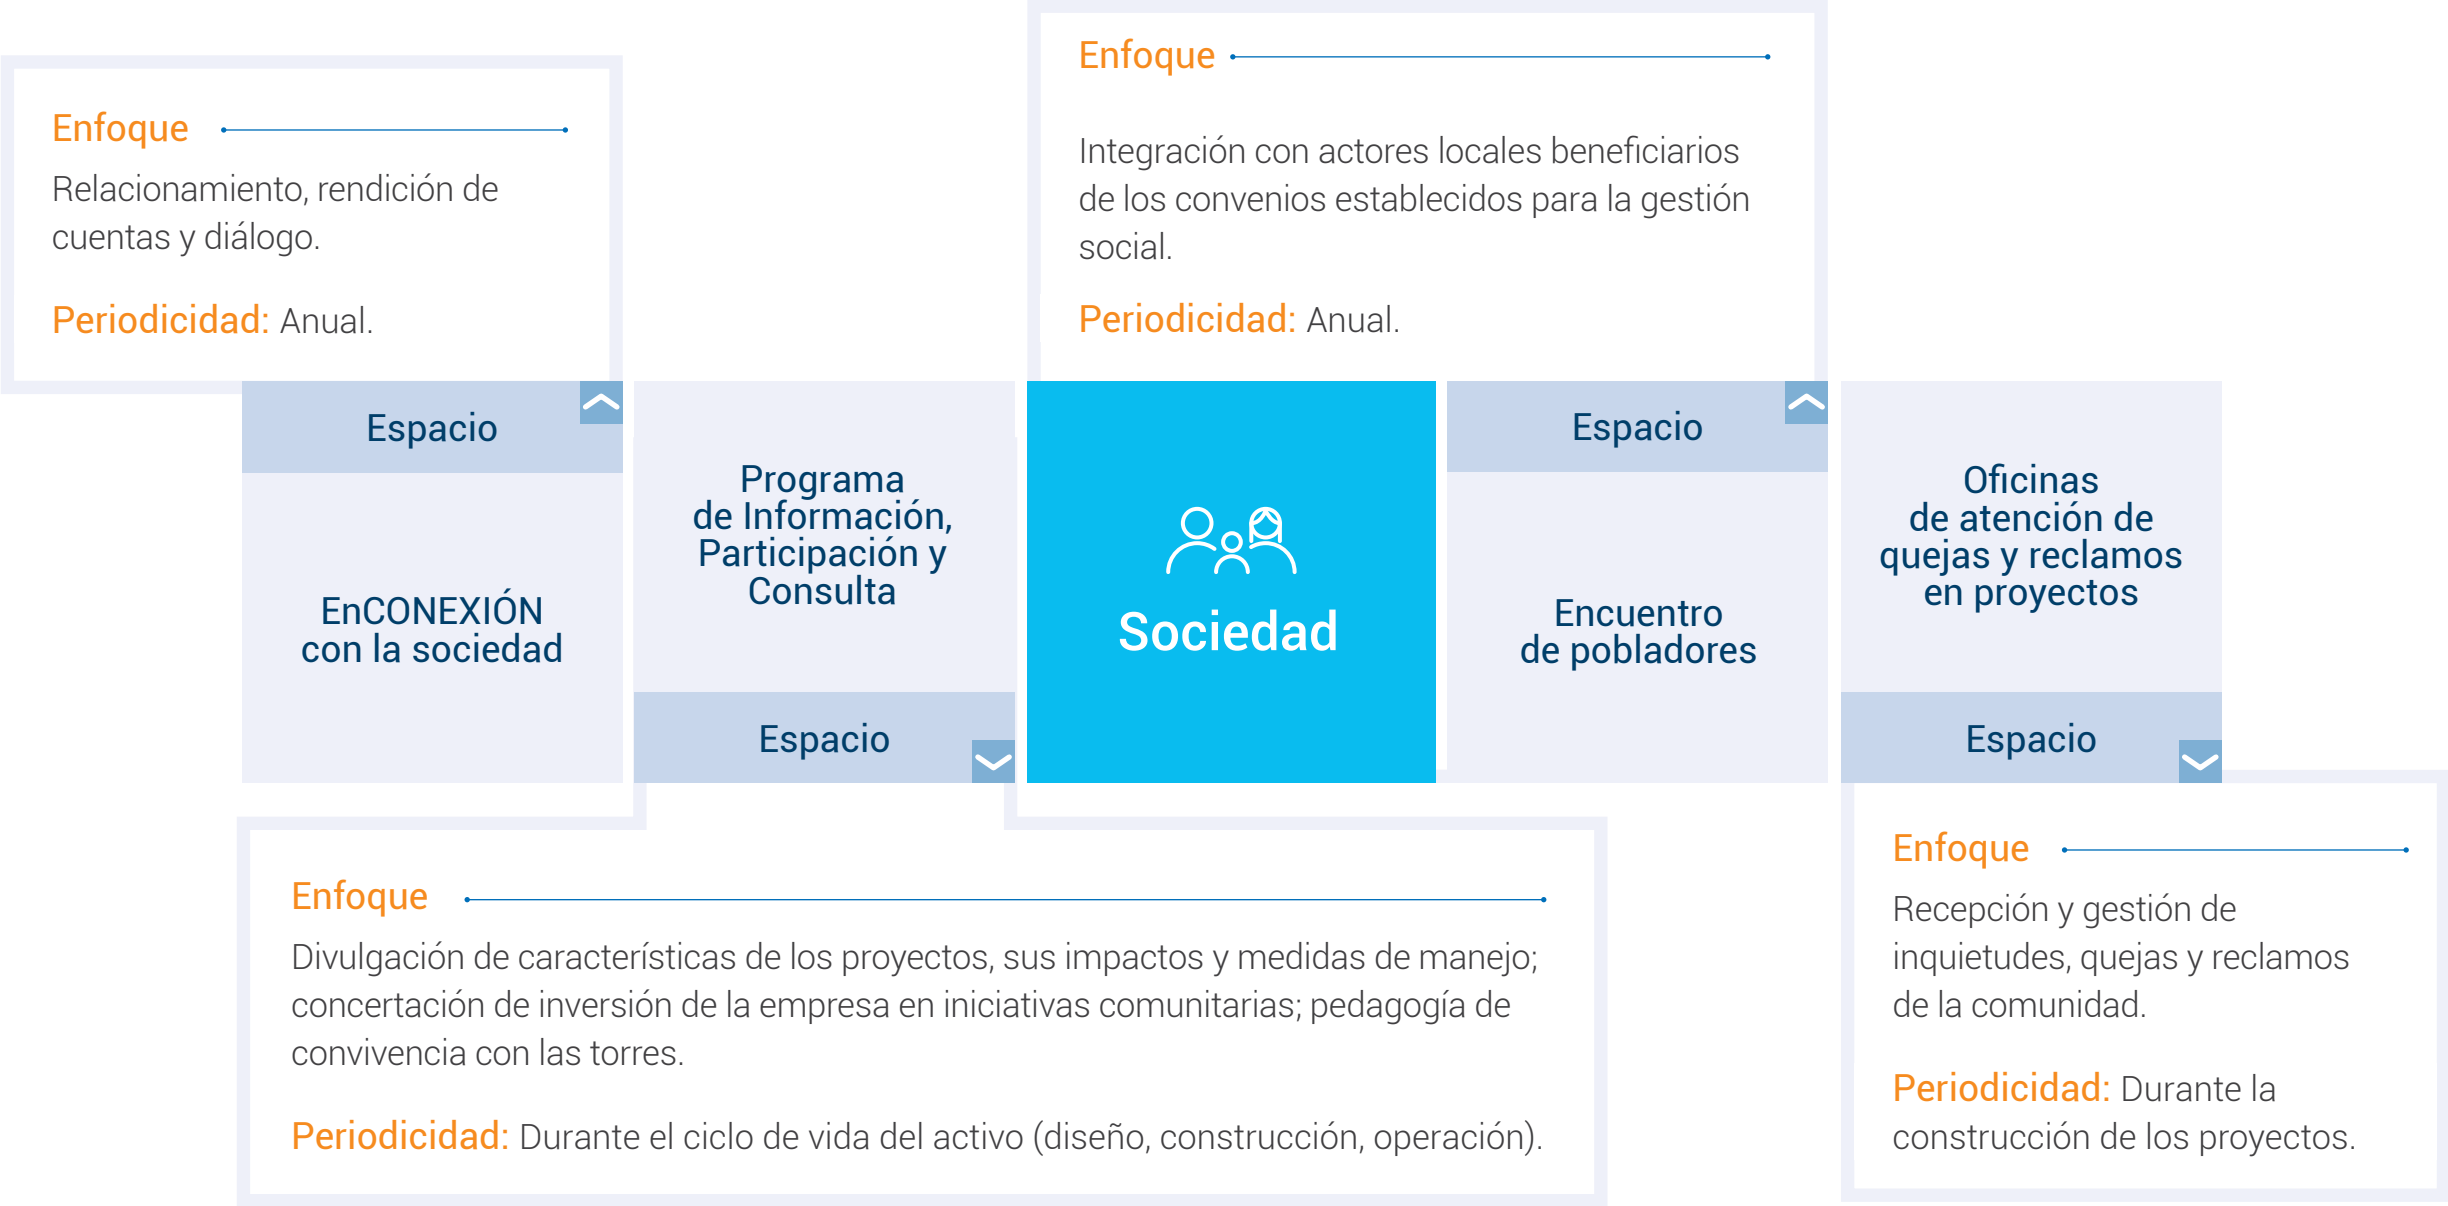 Enfoque
Relacionamiento, rendición de
cuentas y diálogo.
Periodicidad: Anual.
Espacio
EnCONEXIÓN
con la sociedad
Programa
de Información,
Participación y
Consulta
Espacio
Enfoque
Divulgación de características de los proyectos, sus impactos y medidas de manejo;
concertación de inversión de la empresa en iniciativas comunitarias; pedagogía de
convivencia con las torres.
Periodicidad: Durante el ciclo de vida del activo (diseño, construcción, operación).
Sociedad
Enfoque
Integración con actores locales beneficiarios
de los convenios establecidos para la gestión
social.
Periodicidad: Anual.
Espacio
Encuentro
de pobladores
Oficinas
de atención de
quejas y reclamos
en proyectos
Espacio
Enfoque
Recepción y gestión de
inquietudes, quejas y reclamos
de la comunidad.
Periodicidad: Durante la
construcción de los proyectos.